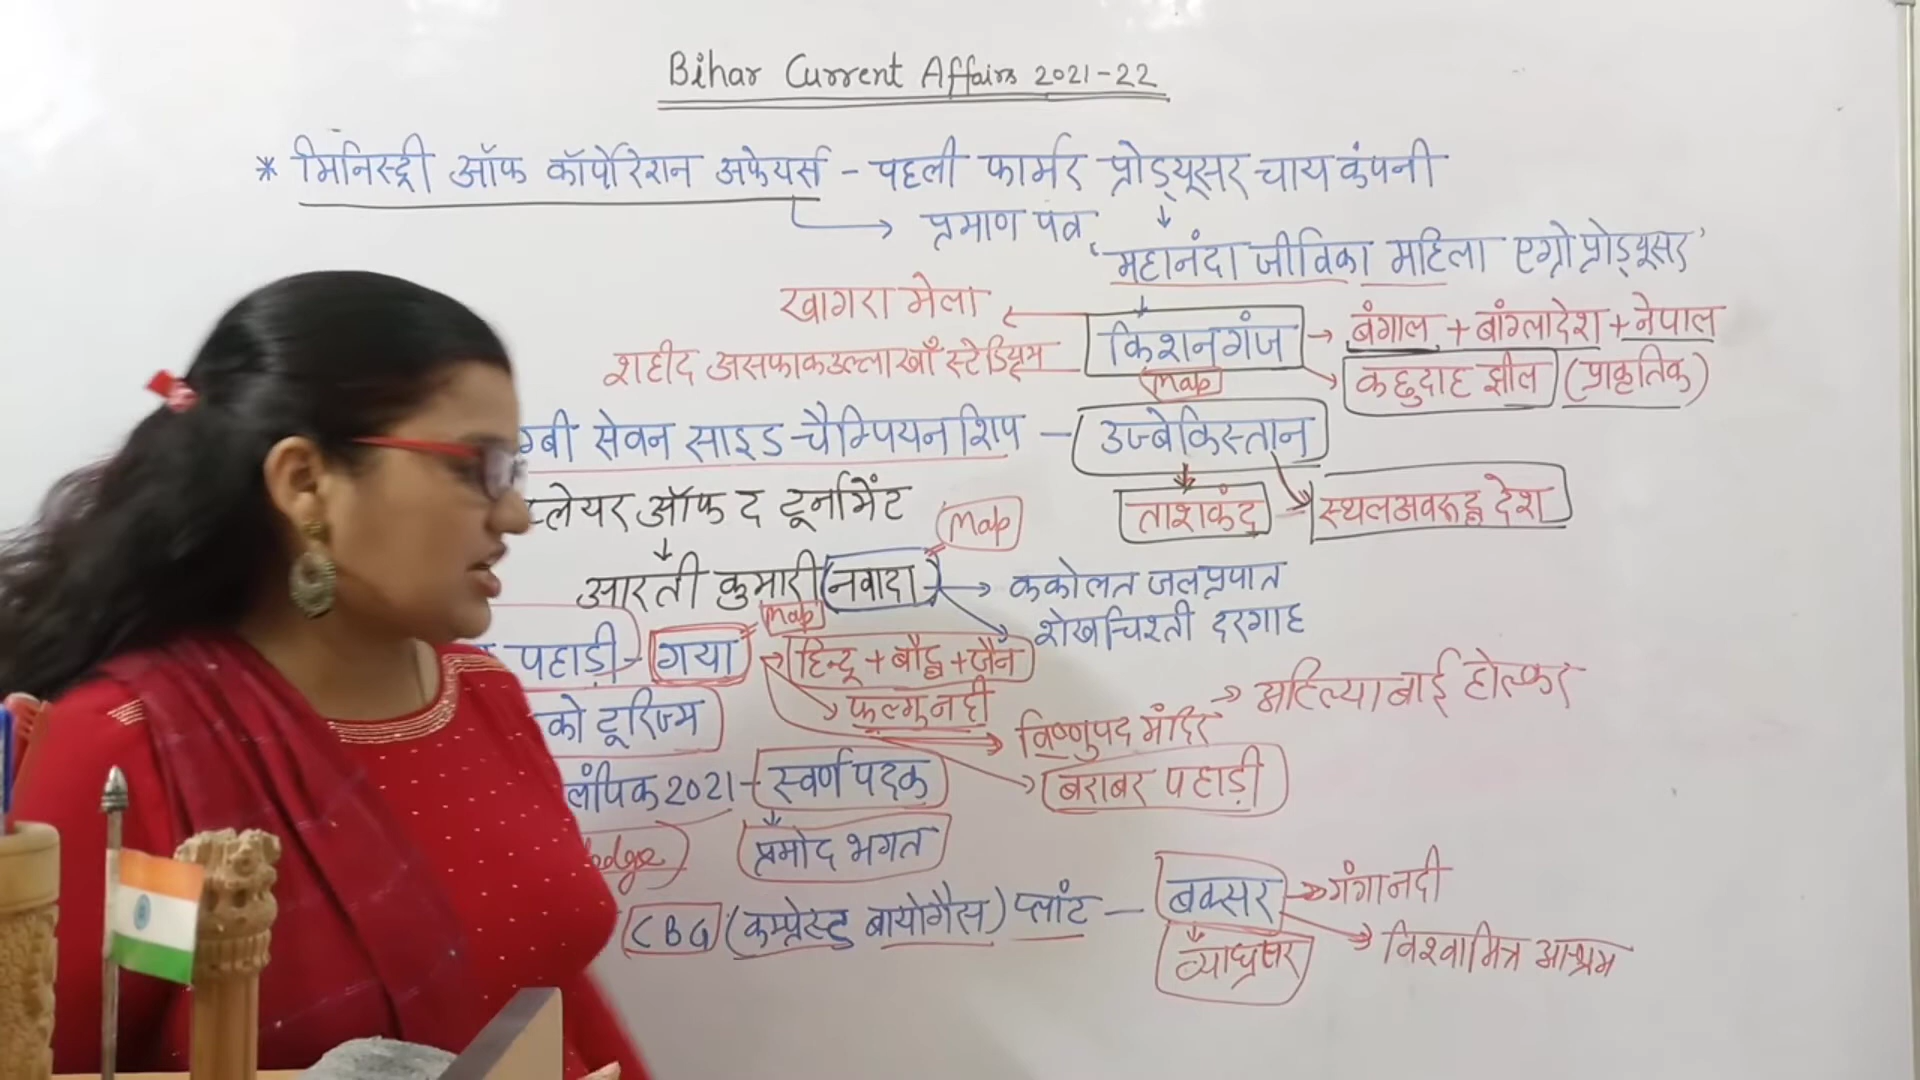 Bihar Current Affairs 2021-22
* मिनिस्ट्री ऑफ कॉर्पोरेशन अफेयर्स - पहली फार्मर प्रोड्यूसर चाय कंपनी
→ प्रमाण पत्र ↓
'महानंदा जीविका महिला एग्रो प्रोड्यूसर'
खागरा मेला ← किशनगंज → बंगाल + बांग्लादेश + नेपाल
शहीद असफाकउल्लाखाँ स्टेडियम
कछुदाह झील (प्राकृतिक)
Map
ग्बी सेवन साइड चैम्पियनशिप - उज्बेकिस्तान
प्लेयर ऑफ द टूर्नामेंट
Map
ताशकंद → स्थलअवरूद्ध देश
↓
आरती कुमारी (नवादा) → ककोलत जलप्रपात
→ शेखचिश्ती दरगाह
Map
पहाड़ी - गया → हिन्दू + बौद्ध + जैन
को टूरिज्म
→ फल्गु नदी
→ विष्णुपद मंदिर → अहिल्याबाई होल्कर
→ बराबर पहाड़ी
लंपिक 2021 - स्वर्ण पदक
प्रमोद भगत
CBG (कम्प्रेस्ड बायोगैस) प्लांट - बक्सर → गंगा नदी
→ विश्वामित्र आश्रम
व्याघ्रसर